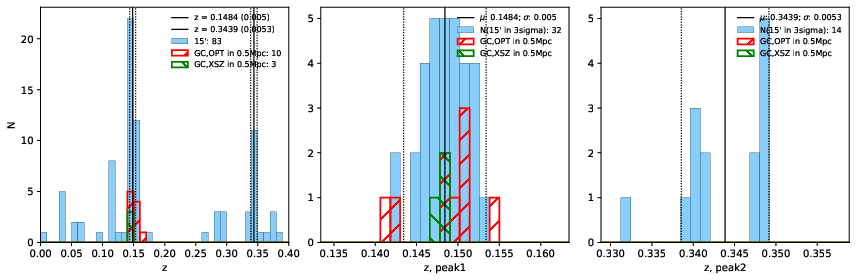 z = 0.1484 (0.005)
z = 0.3439 (0.0053)
15': 83
GC,OPT in 0.5Mpc: 10
GC,XSZ in 0.5Mpc: 3
N
20
15
10
5
0
0.00 0.05 0.10 0.15 0.20 0.25 0.30 0.35 0.40
z
μ: 0.1484; σ: 0.005
N(15' in 3sigma): 32
GC,OPT in 0.5Mpc
GC,XSZ in 0.5Mpc
5
4
3
2
1
0
0.135 0.140 0.145 0.150 0.155 0.160
z, peak1
μ: 0.3439; σ: 0.0053
N(15' in 3sigma): 14
GC,OPT in 0.5Mpc
GC,XSZ in 0.5Mpc
5
4
3
2
1
0
0.330 0.335 0.340 0.345 0.350 0.355
z, peak2